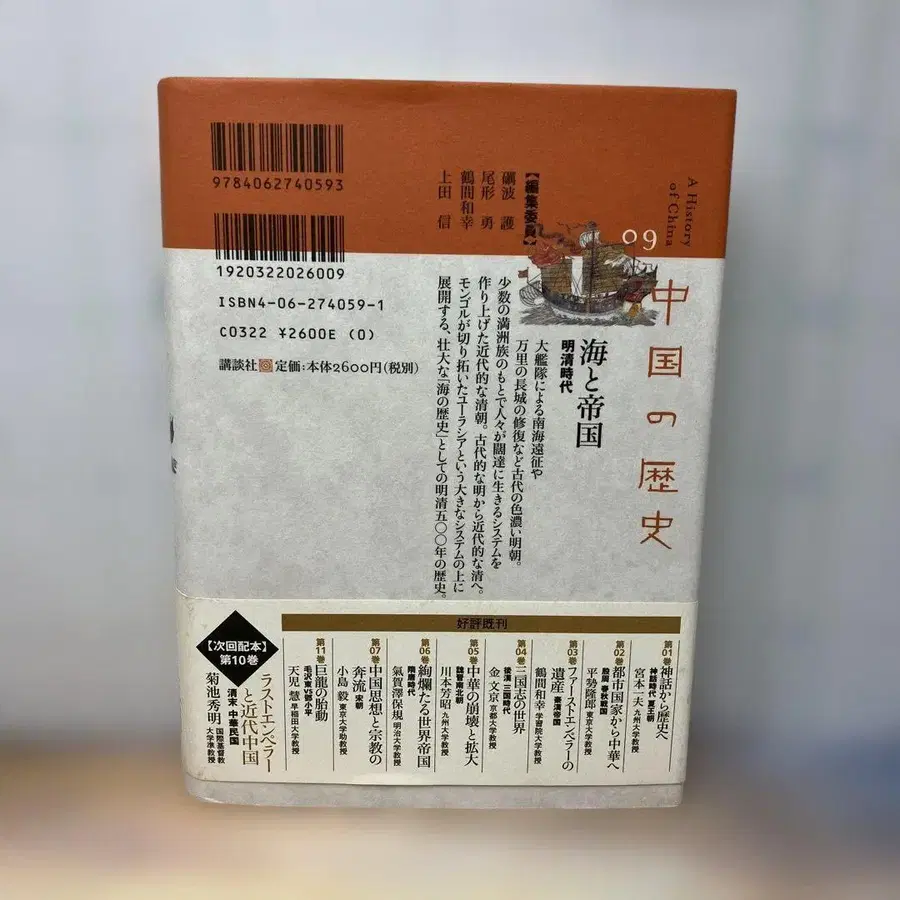 9784062740593
1920322026009
ISBN4-06-274059-1
C0322 ¥2600E (0)
講談社 定価:本体2600円(税別)
A History
of China
09
中国の歴史
【編集委員】
礪波 護
尾形 勇
鶴間和幸
上田 信
海と帝国
明清時代
大艦隊による南海遠征や
万里の長城の修復など古代の色濃い明朝。
少数の満洲族のもとで人々が闊達に生きるシステムを
作り上げた近代的な清朝。古代的な明から近代的な清へ。
モンゴルが切り拓いたユーラシアという大きなシステムの上に
展開する、壮大な「海の歴史」としての明清五〇〇年の歴史。
好評既刊
第01巻
神話から歴史へ
神話時代 夏王朝
宮本一夫 九州大学教授
第02巻
都市国家から中華へ
殷周 春秋戦国
平勢隆郎 東京大学教授
第03巻
ファーストエンペラーの
遺産 秦漢帝国
鶴間和幸 学習院大学教授
第04巻
三国志の世界
後漢 三国時代
金 文京 京都大学教授
第05巻
中華の崩壊と拡大
魏晋南北朝
川本芳昭 九州大学教授
第06巻
絢爛たる世界帝国
隋唐時代
氣賀澤保規 明治大学教授
第07巻
中国思想と宗教の
奔流 宋朝
小島 毅 東京大学助教授
第11巻
巨龍の胎動
毛沢東VS鄧小平
天児 慧 早稲田大学教授
【次回配本】
第10巻
ラストエンペラー
と近代中国
清末 中華民国
菊池秀明 国際基督教
大学準教授